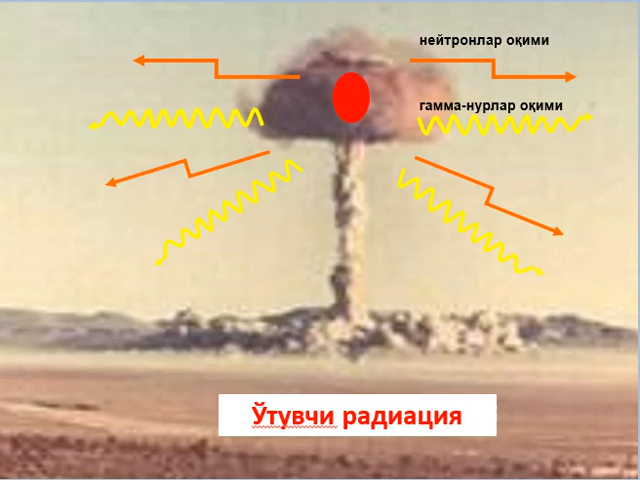 нейтронлар оқими
гамма-нурлар оқими
Ўтувчи радиация